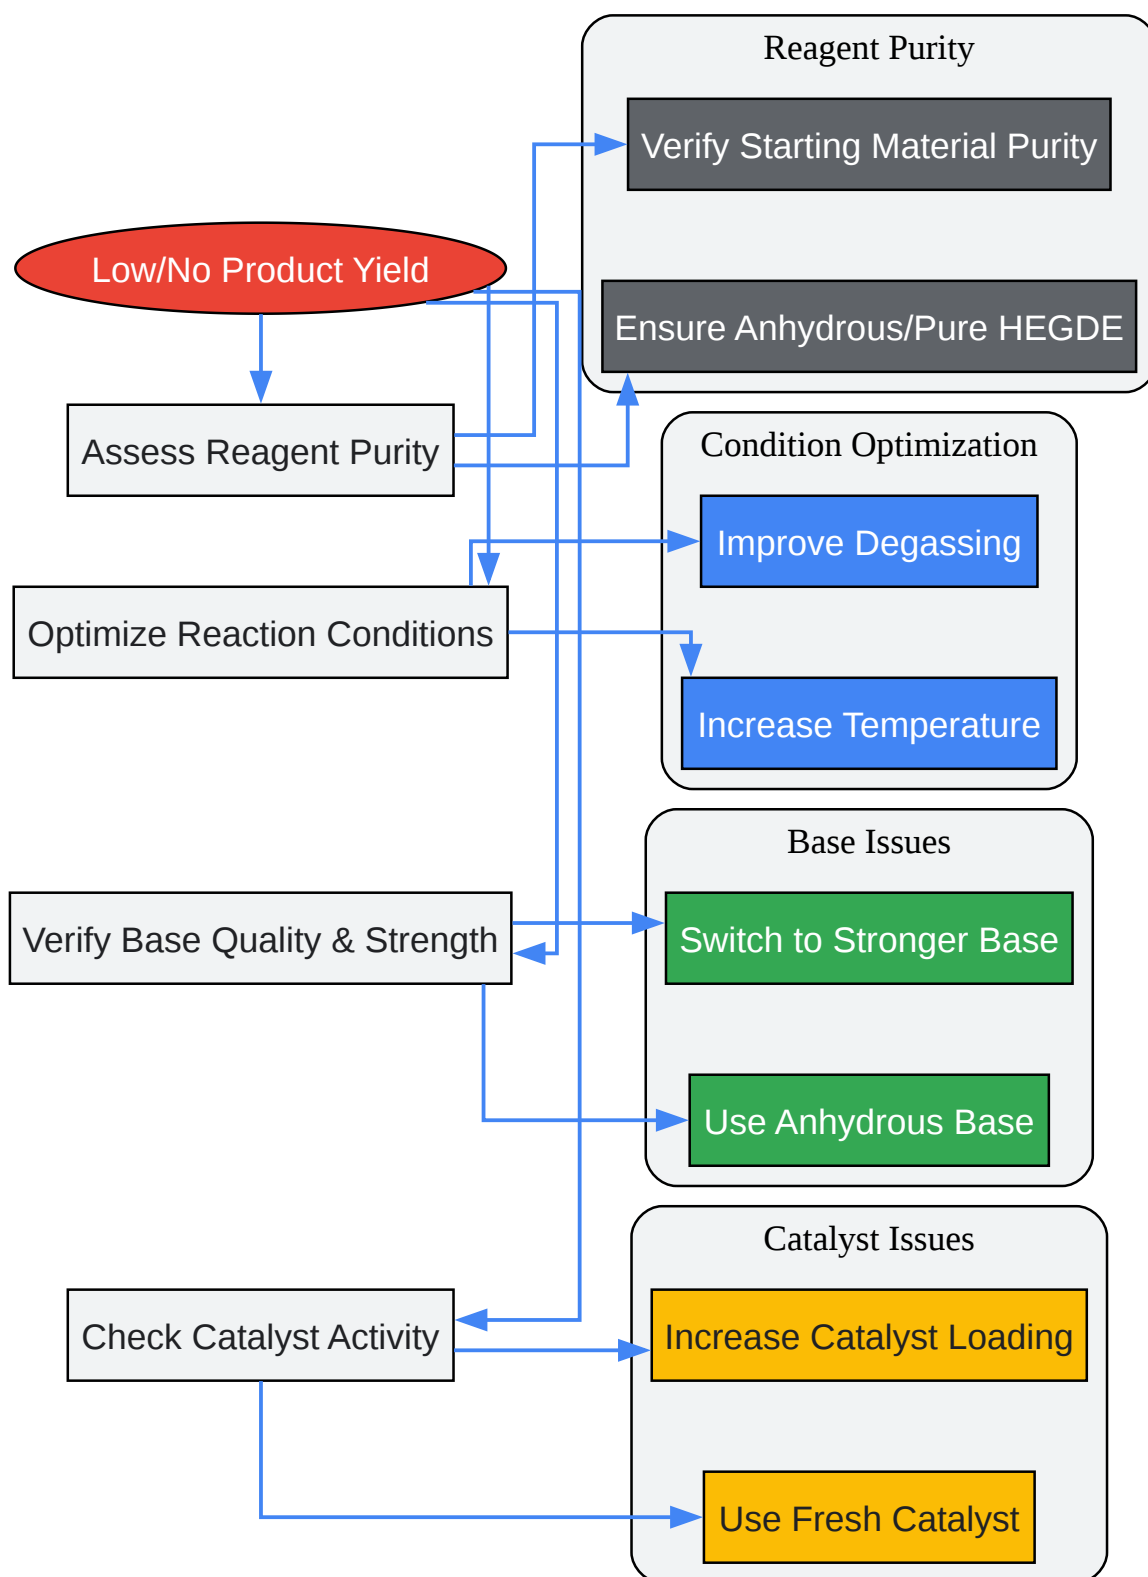 Reagent Purity
Verify Starting Material Purity
Low/No Product Yield
Ensure Anhydrous/Pure HEGDE
Assess Reagent Purity
Condition Optimization
Improve Degassing
Optimize Reaction Conditions
Increase Temperature
Base Issues
Verify Base Quality & Strength
Switch to Stronger Base
Use Anhydrous Base
Catalyst Issues
Check Catalyst Activity
Increase Catalyst Loading
Use Fresh Catalyst